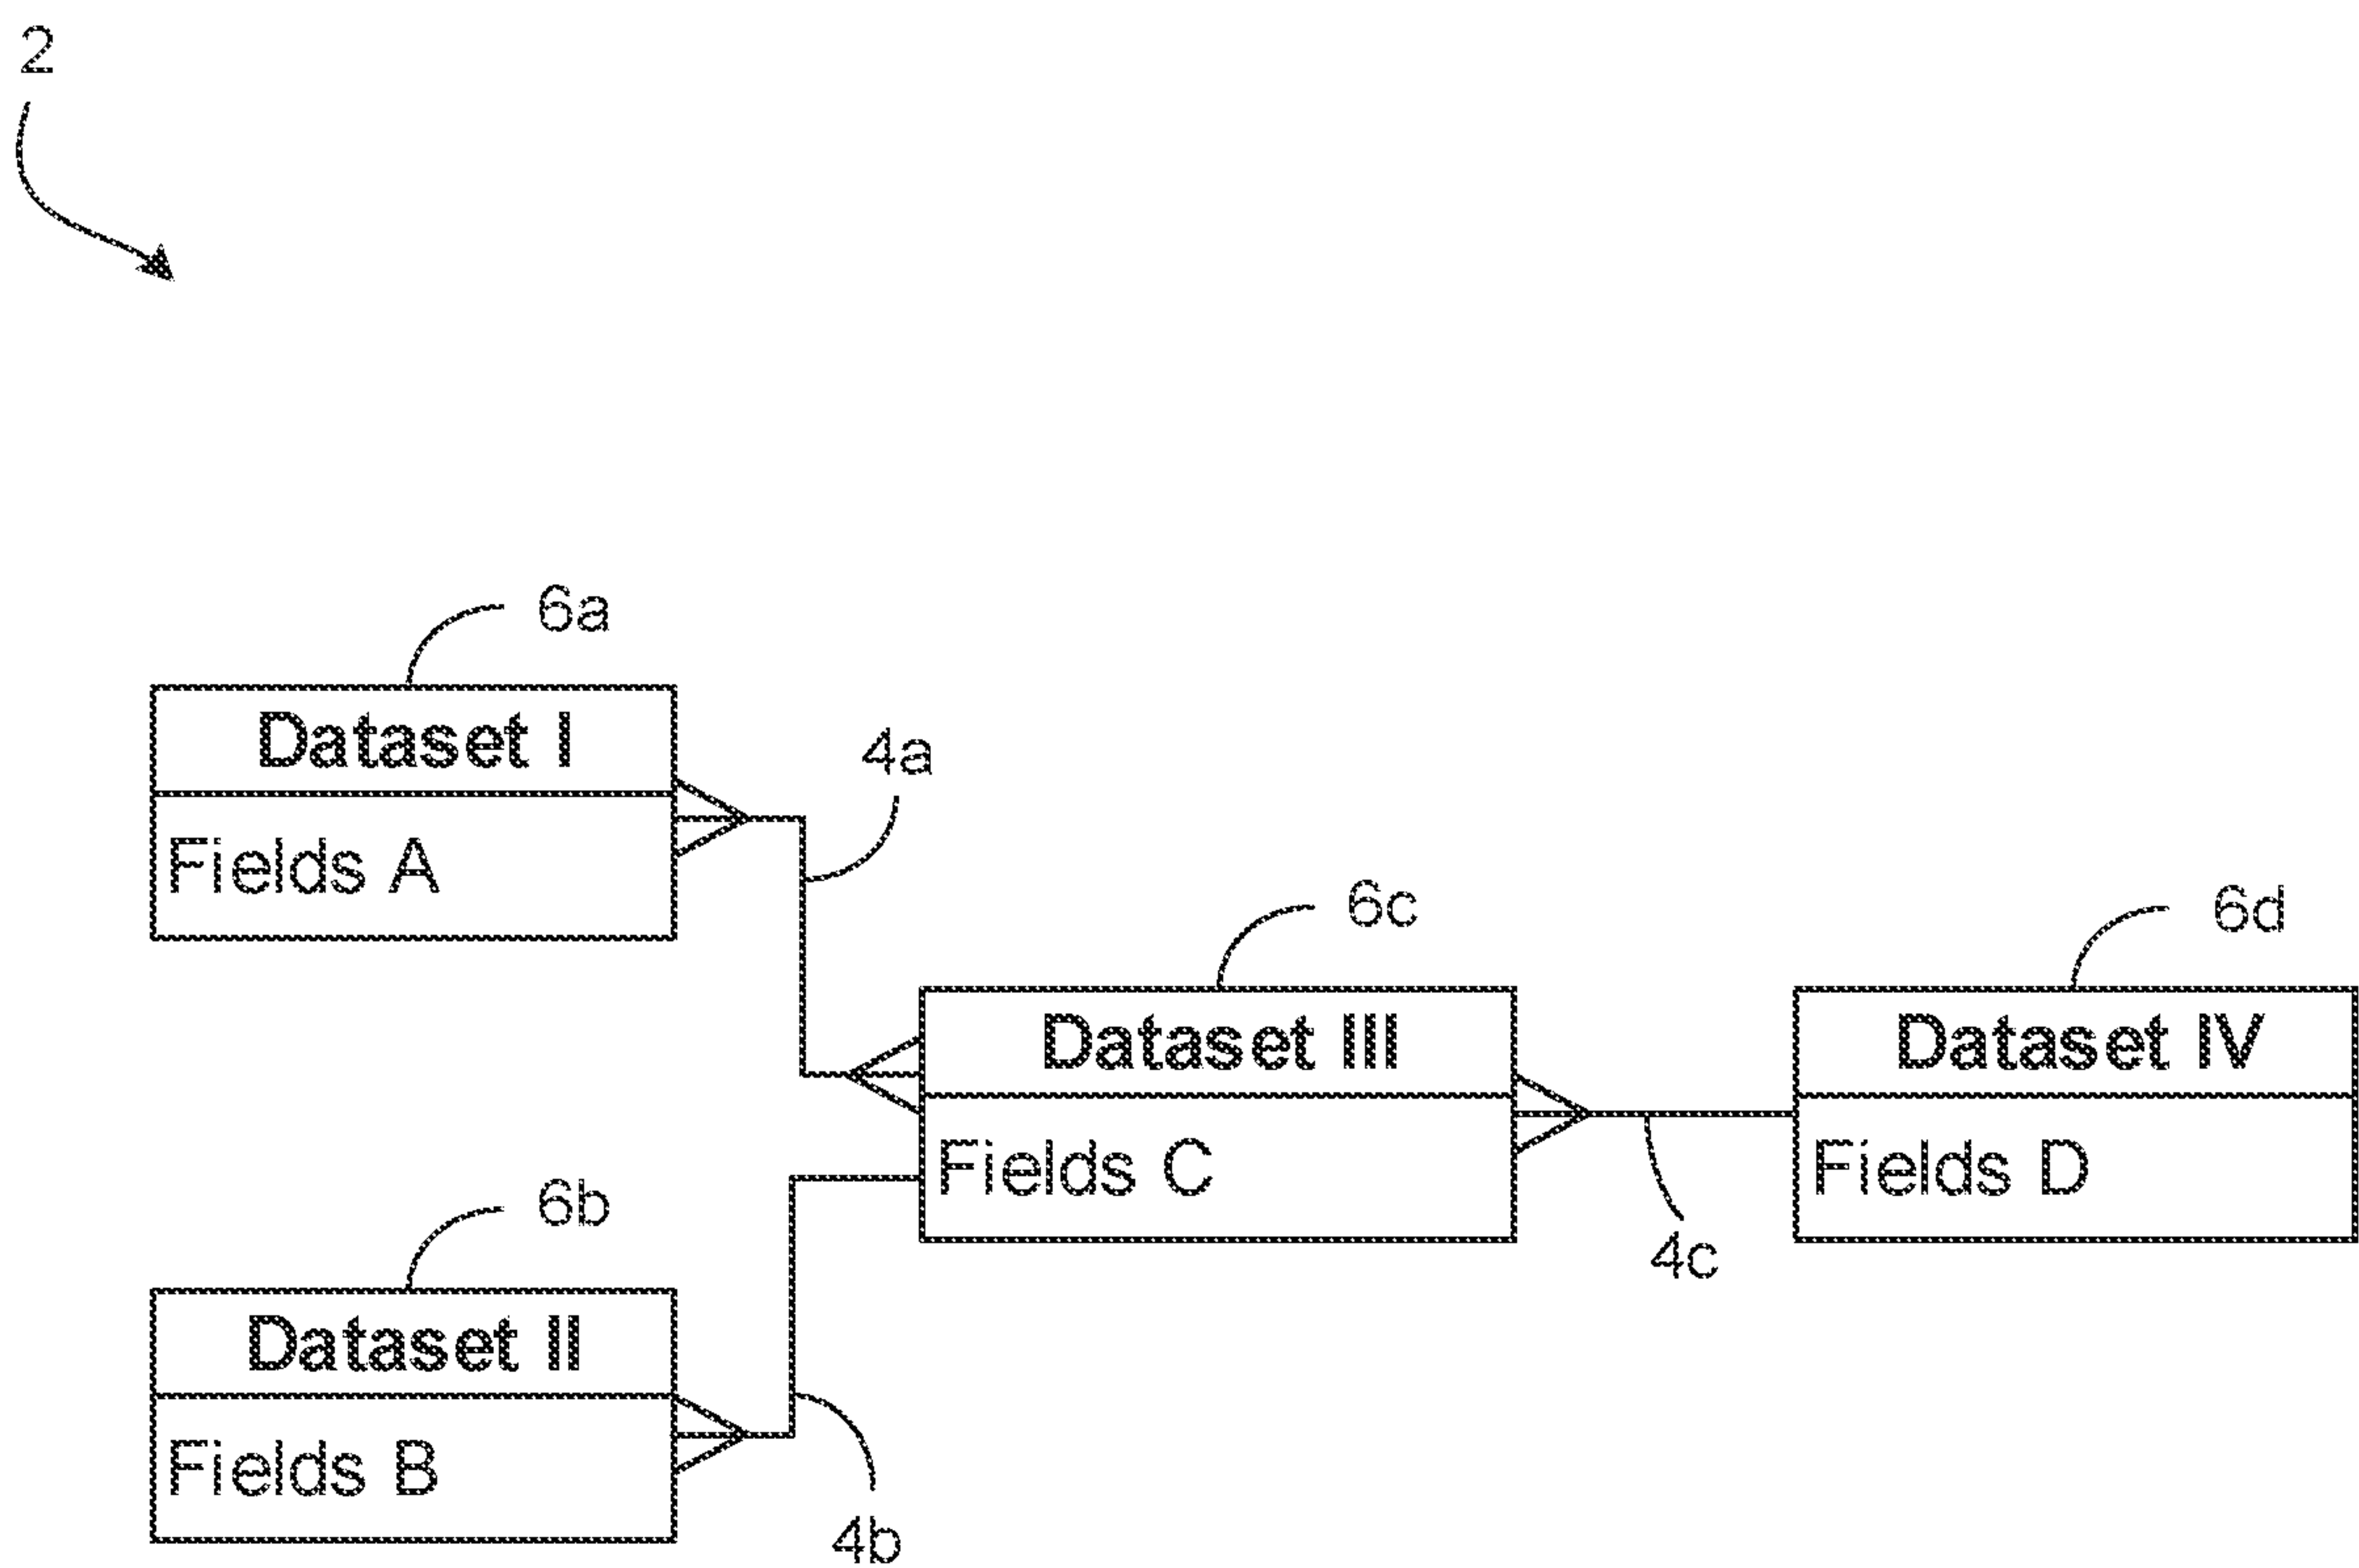 2
6a
Dataset I
4a
Fields A
6c
6d
Dataset III
Dataset IV
Fields C
Fields D
6b
4c
Dataset II
Fields B
4b